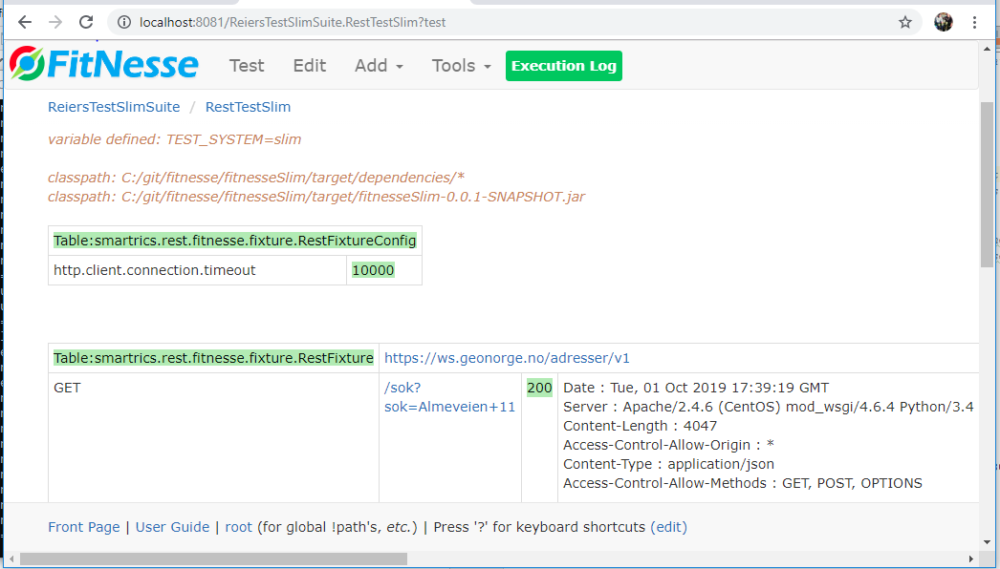 localhost:8081/ReiersTestSlimSuite.RestTestSlim?test
FitNesse Test Edit Add Tools Execution Log
ReiersTestSlimSuite / RestTestSlim
variable defined: TEST_SYSTEM=slim
classpath: C:/git/fitnesse/fitnesseSlim/target/dependencies/*
classpath: C:/git/fitnesse/fitnesseSlim/target/fitnesseSlim-0.0.1-SNAPSHOT.jar
Table:smartrics.rest.fitnesse.fixture.RestFixtureConfig
http.client.connection.timeout 10000
Table:smartrics.rest.fitnesse.fixture.RestFixture https://ws.geonorge.no/adresser/v1
GET /sok? 200 Date : Tue, 01 Oct 2019 17:39:19 GMT
sok=Almeveien+11 Server : Apache/2.4.6 (CentOS) mod_wsgi/4.6.4 Python/3.4
Content-Length : 4047
Access-Control-Allow-Origin : *
Content-Type : application/json
Access-Control-Allow-Methods : GET, POST, OPTIONS
Front Page | User Guide | root (for global !path's, etc.) | Press '?' for keyboard shortcuts (edit)